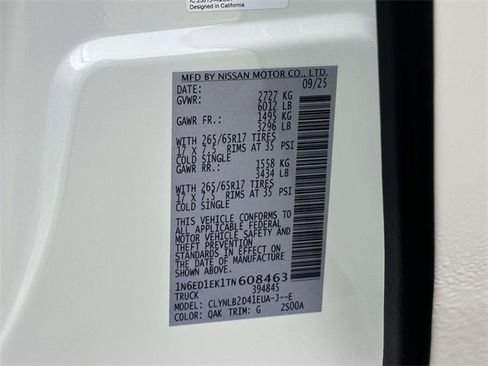 Designed in California
MFD BY NISSAN MOTOR CO., LTD.
DATE: 09/25
GVWR: 2727 KG
6012 LB
GAWR FR.: 1495 KG
3296 LB
WITH 265/65R17 TIRES
17 X 7.5 RIMS AT 35 PSI
COLD SINGLE
GAWR RR.: 1558 KG
3434 LB
WITH 265/65R17 TIRES
17 X 7.5 RIMS AT 35 PSI
COLD SINGLE
THIS VEHICLE CONFORMS TO
ALL APPLICABLE FEDERAL
MOTOR VEHICLE SAFETY AND THEFT
STANDARDS IN EFFECT ON
THE DATE OF MANUFACTURE
SHOWN ABOVE.
1N6ED1EK1TN608463
TRUCK 394845
MODEL: CLYNLB2D41EUA-J--E
COLOR: QAK TRIM: G 2500A